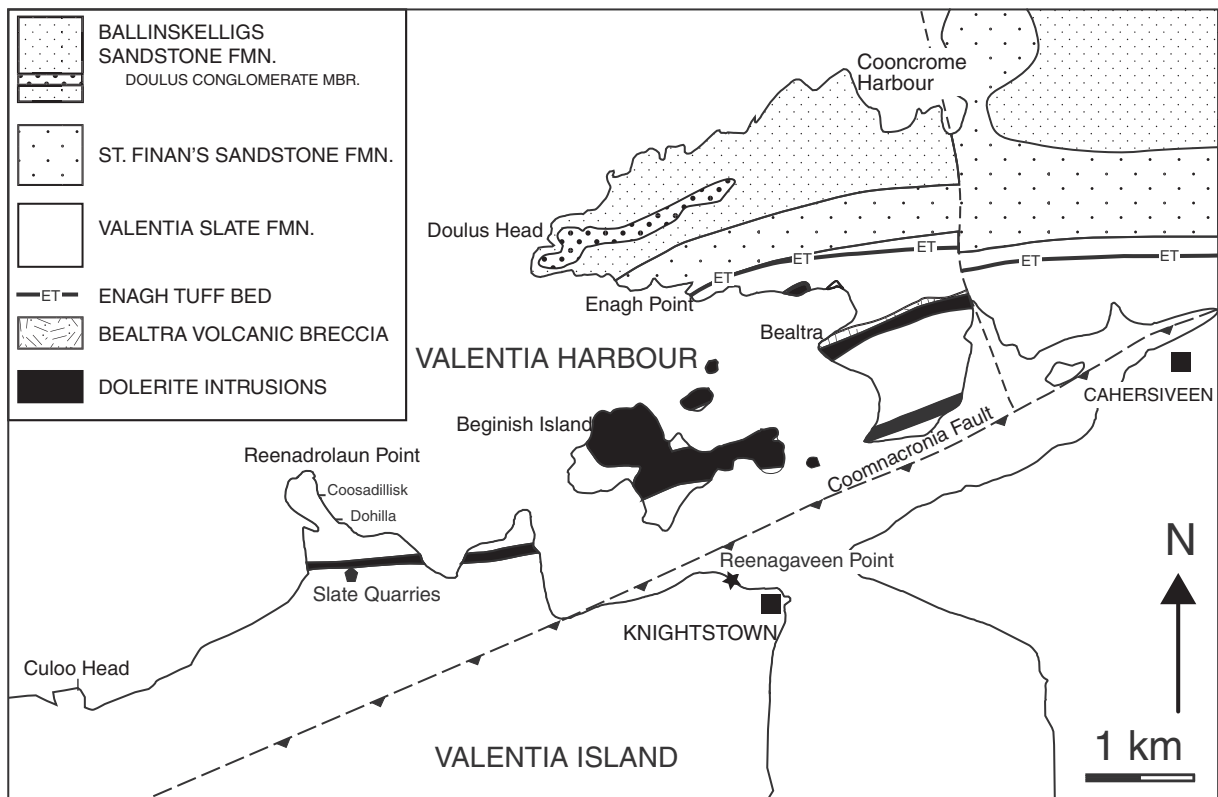 BALLINSKELLIGS
SANDSTONE FMN.
DOULUS CONGLOMERATE MBR.
ST. FINAN'S SANDSTONE FMN.
VALENTIA SLATE FMN.
ET
ENAGH TUFF BED
BEALTRA VOLCANIC BRECCIA
DOLERITE INTRUSIONS
Cooncrome
Harbour
Doulus Head
ET
ET
ET
ET
ET
Enagh Point
Bealtra
VALENTIA HARBOUR
CAHERSIVEEN
Beginish Island
Coomnacronia Fault
Reenadrolaun Point
Coosadillisk
Dohilla
Reenagaveen Point
Slate Quarries
KNIGHTSTOWN
Culoo Head
VALENTIA ISLAND
N
1 km